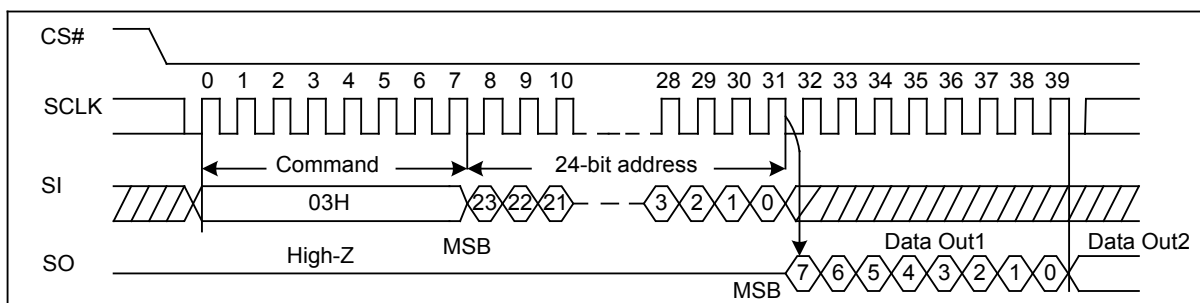 CS#
0 1 2 3 4 5 6 7 8 9 10 28 29 30 31 32 33 34 35 36 37 38 39
SCLK
Command 24-bit address
SI 03H 23 22 21 3 2 1 0
High-Z MSB Data Out1 Data Out2
SO MSB 7 6 5 4 3 2 1 0